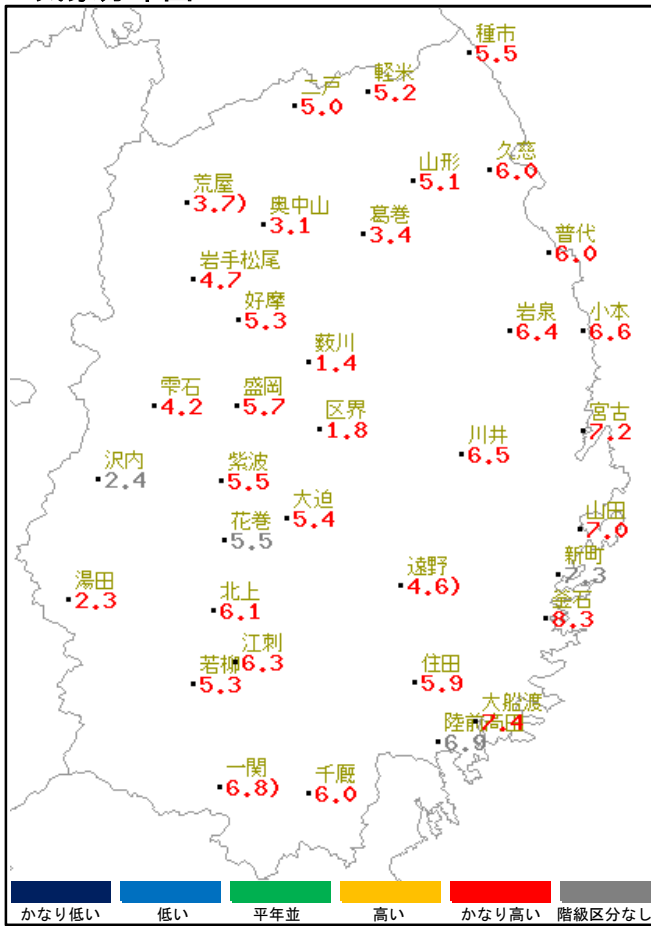 種市
5.5
軽米
5.2
二戸
5.0
久慈
6.0
山形
5.1
荒屋
3.7)
奥中山
3.1
葛巻
3.4
普代
6.0
岩手松尾
4.7
好摩
5.3
岩泉
6.4
小本
6.6
薮川
1.4
雫石
4.2
盛岡
5.7
区界
1.8
宮古
7.2
川井
6.5
沢内
2.4
紫波
5.5
大迫
5.4
花巻
5.5
山田
7.0
新町
遠野
4.6)
湯田
2.3
釜石
8.3
北上
6.1
江刺
6.3
若柳
5.3
住田
5.9
大船渡
7.4
陸前高田
6.9
一関
6.8)
千厩
6.0
かなり低い 低い 平年並 高い かなり高い 階級区分なし